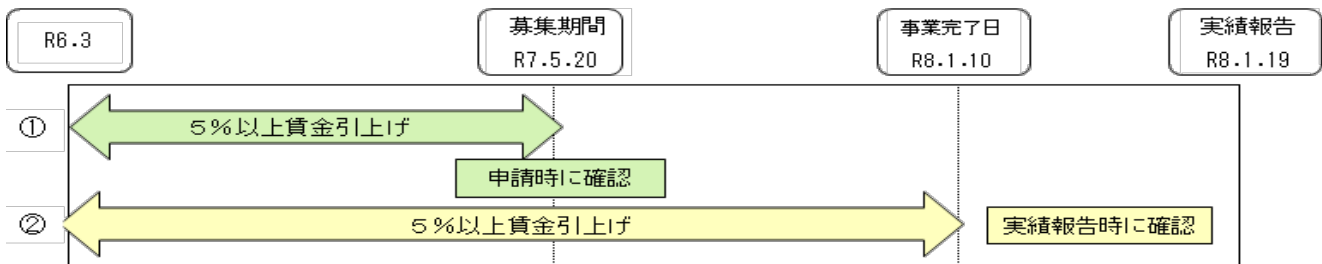 R6.3
募集期間
R7.5.20
事業完了日
R8.1.10
実績報告
R8.1.19
①
5%以上賃金引上げ
申請時に確認
②
5%以上賃金引上げ
実績報告時に確認